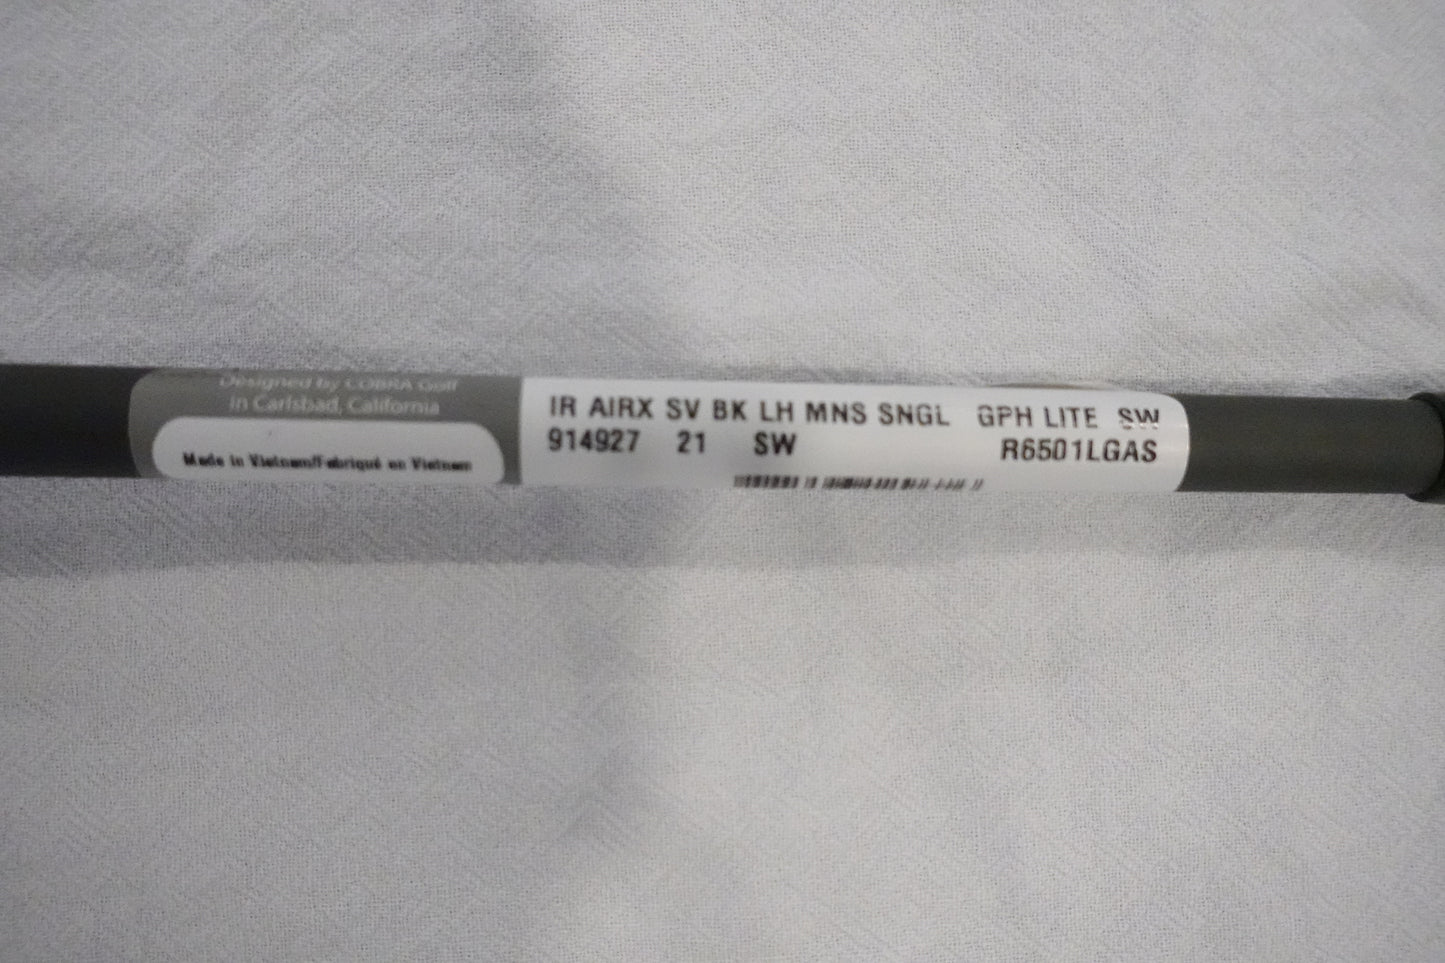 Designed by COBRA Golf
in Carlsbad, California
Made in Vietnam/Fabriqué en Vietnam
IR AIRX SV BK LH MNS SNGL GPH LITE SW
914927 21 SW R6501LGAS